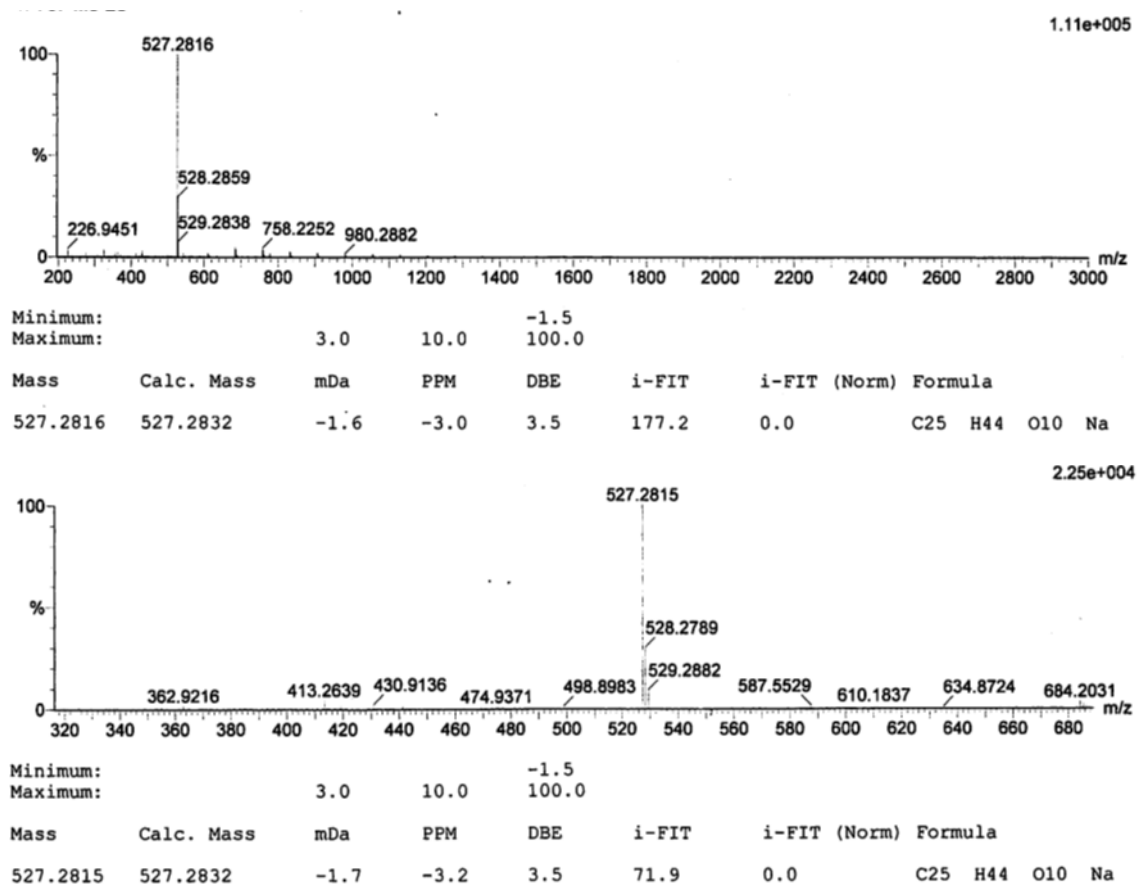 1.11e+005
100
527.2816
%
528.2859
529.2838
226.9451
758.2252
980.2882
0
m/z
200 400 600 800 1000 1200 1400 1600 1800 2000 2200 2400 2600 2800 3000
Minimum: -1.5
Maximum: 3.0 10.0 100.0
Mass Calc. Mass mDa PPM DBE i-FIT i-FIT (Norm) Formula
527.2816 527.2832 -1.6 -3.0 3.5 177.2 0.0 C25 H44 O10 Na
2.25e+004
100
527.2815
%
528.2789
529.2882
362.9216 413.2639 430.9136 474.9371 498.8983 587.5529 610.1837 634.8724 684.2031
0
m/z
320 340 360 380 400 420 440 460 480 500 520 540 560 580 600 620 640 660 680
Minimum: -1.5
Maximum: 3.0 10.0 100.0
Mass Calc. Mass mDa PPM DBE i-FIT i-FIT (Norm) Formula
527.2815 527.2832 -1.7 -3.2 3.5 71.9 0.0 C25 H44 O10 Na